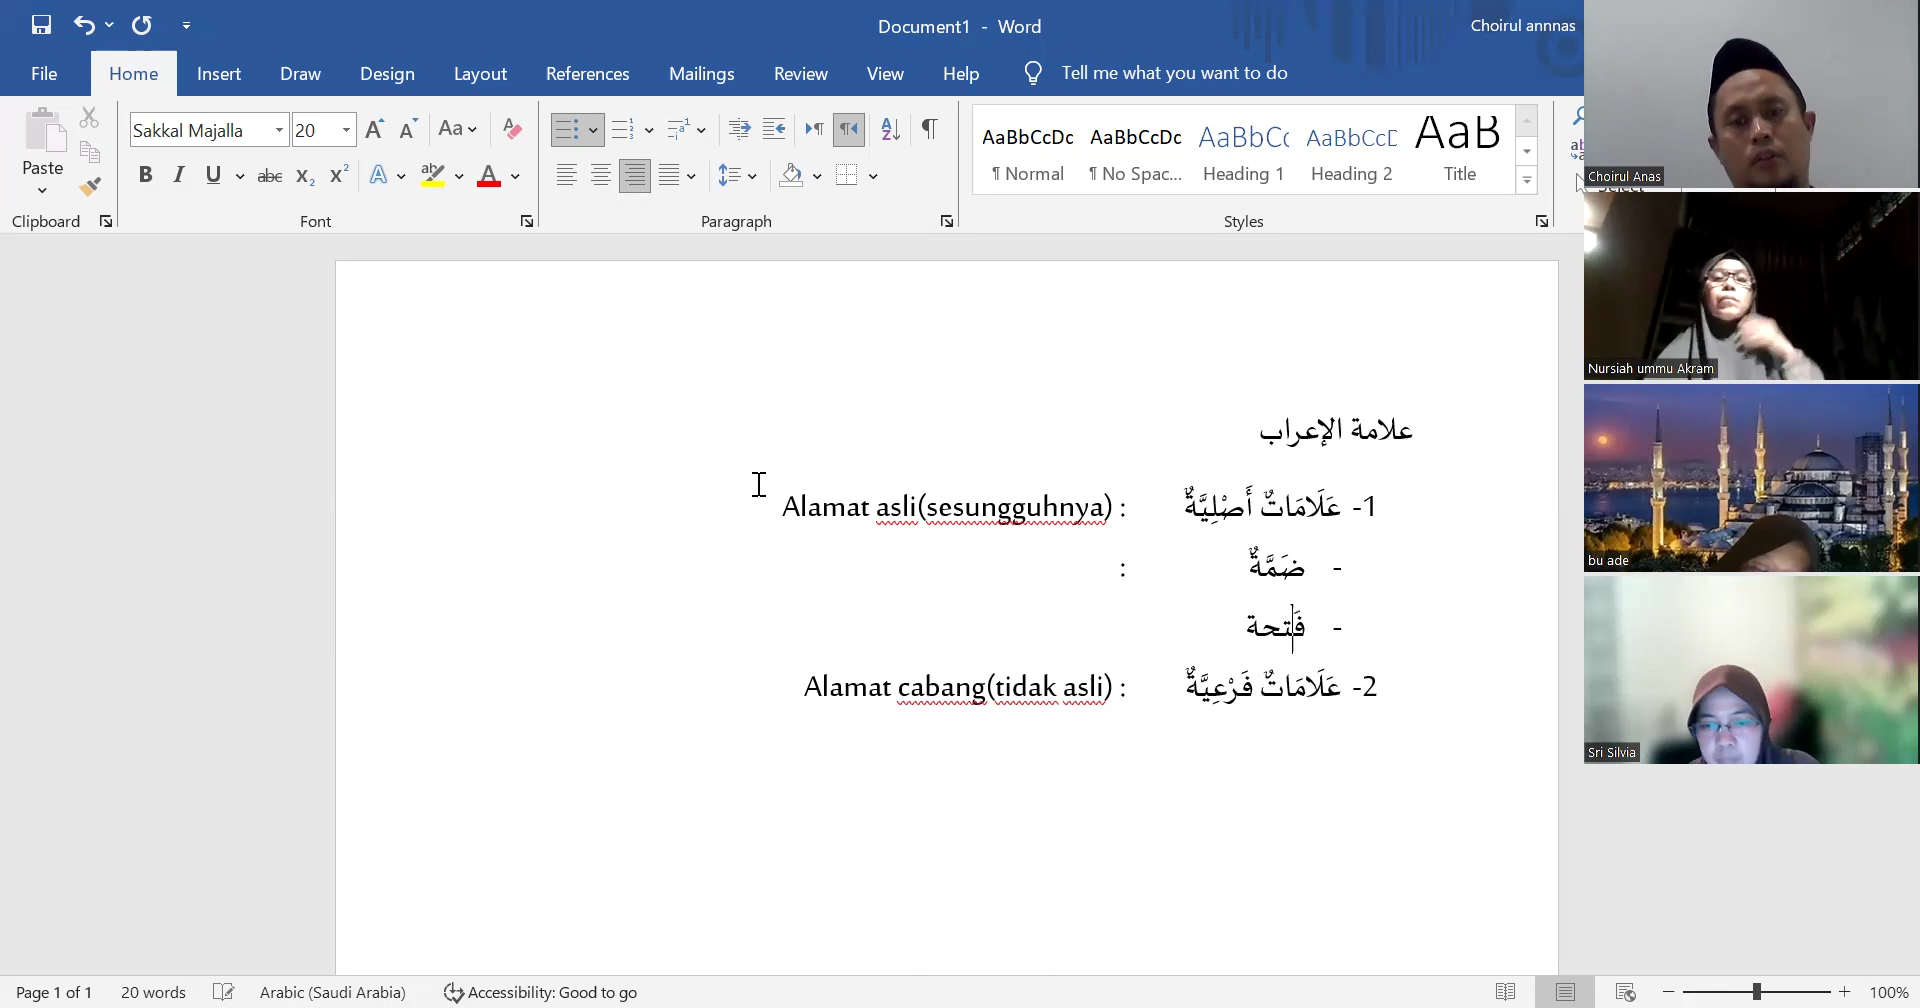 Document1 - Word
Choirul annnas
File Home Insert Draw Design Layout References Mailings Review View Help Tell me what you want to do
Sakkal Majalla 20
Paste
Clipboard Font Paragraph Styles
AaBbCcDc AaBbCcDc AaBbCc AaBbCcD AaB
¶ Normal ¶ No Spac... Heading 1 Heading 2 Title
Choirul Anas
Nursiah ummu Akram
bu ade
Sri Silvia
علامة الإعراب
1- عَلَامَاتٌ أَصْلِيَّةٌ : Alamat asli(sesungguhnya)
- ضَمَّةٌ :
- فَتحة
2- عَلَامَاتٌ فَرْعِيَّةٌ : Alamat cabang(tidak asli)
Page 1 of 1 20 words Arabic (Saudi Arabia) Accessibility: Good to go 100%